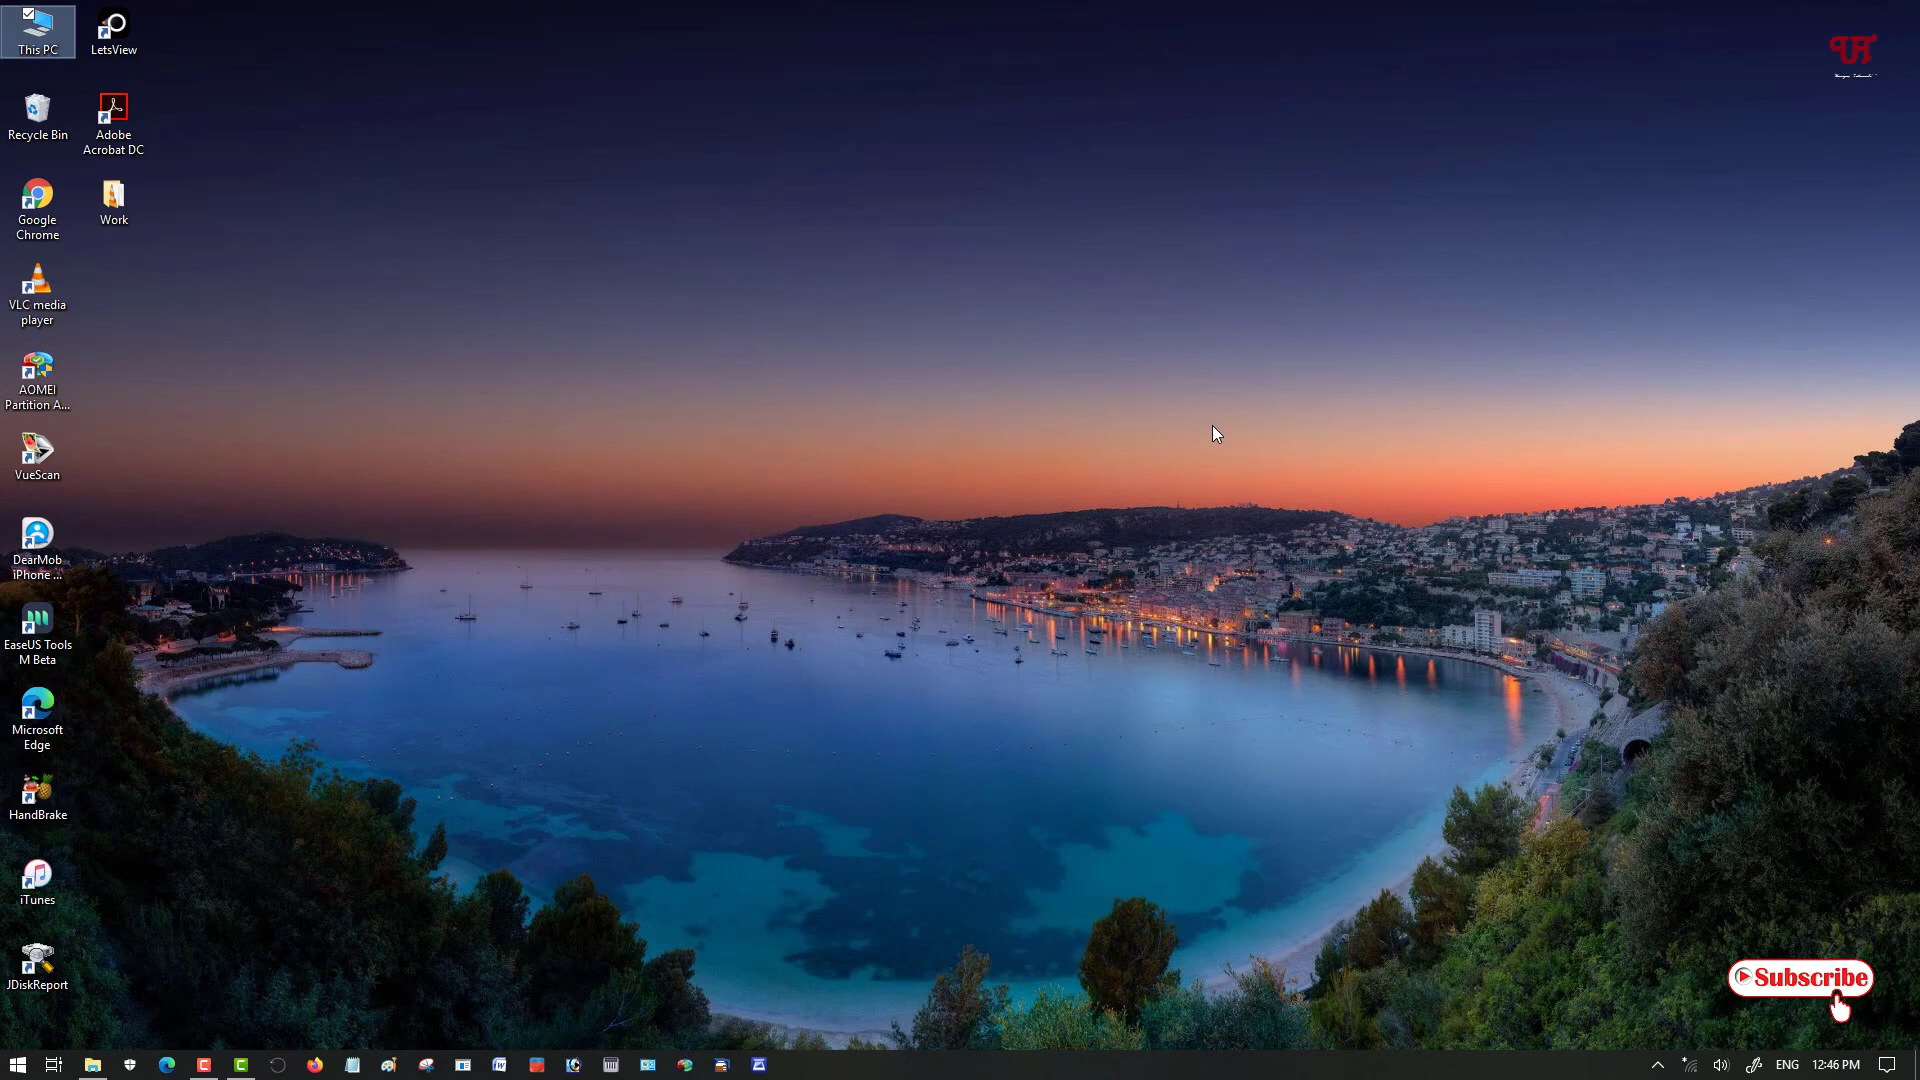 This PC
LetsView
Recycle Bin
Adobe
Acrobat DC
Google
Chrome
Work
VLC media
player
AOMEI
Partition A...
VueScan
DearMob
iPhone ...
EaseUS Tools
M Beta
Microsoft
Edge
HandBrake
iTunes
JDiskReport
Subscribe
ENG
12:46 PM